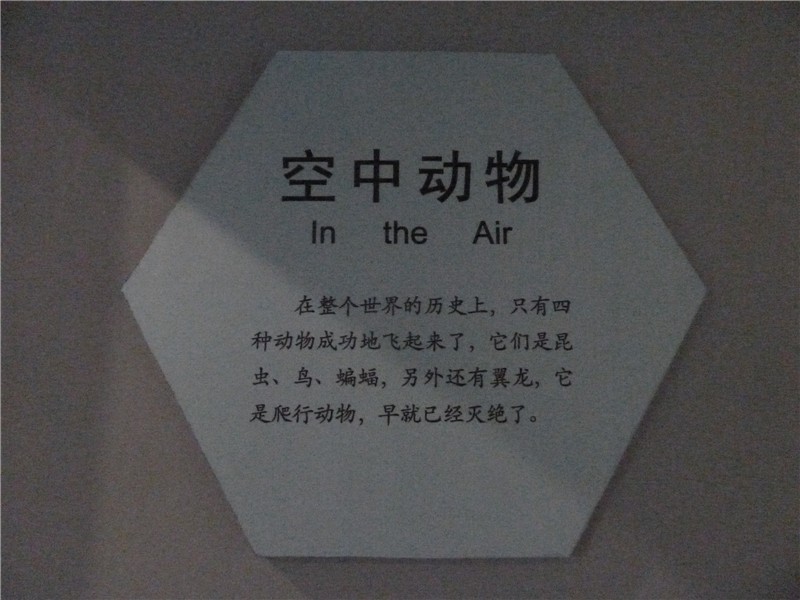 空中动物
In the Air
在整个世界的历史上，只有四
种动物成功地飞起来了，它们是昆
虫、鸟、蝙蝠，另外还有翼龙，它
是爬行动物，早就已经灭绝了。